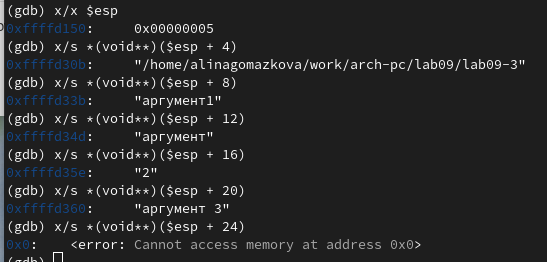 (gdb) x/x $esp
0xffffd150:     0x00000005
(gdb) x/s *(void**)($esp + 4)
0xffffd30b:     "/home/alinagomazkova/work/arch-pc/lab09/lab09-3"
(gdb) x/s *(void**)($esp + 8)
0xffffd33b:     "аргумент1"
(gdb) x/s *(void**)($esp + 12)
0xffffd34d:     "аргумент"
(gdb) x/s *(void**)($esp + 16)
0xffffd35e:     "2"
(gdb) x/s *(void**)($esp + 20)
0xffffd360:     "аргумент 3"
(gdb) x/s *(void**)($esp + 24)
0x0:    <error: Cannot access memory at address 0x0>
(gdb)